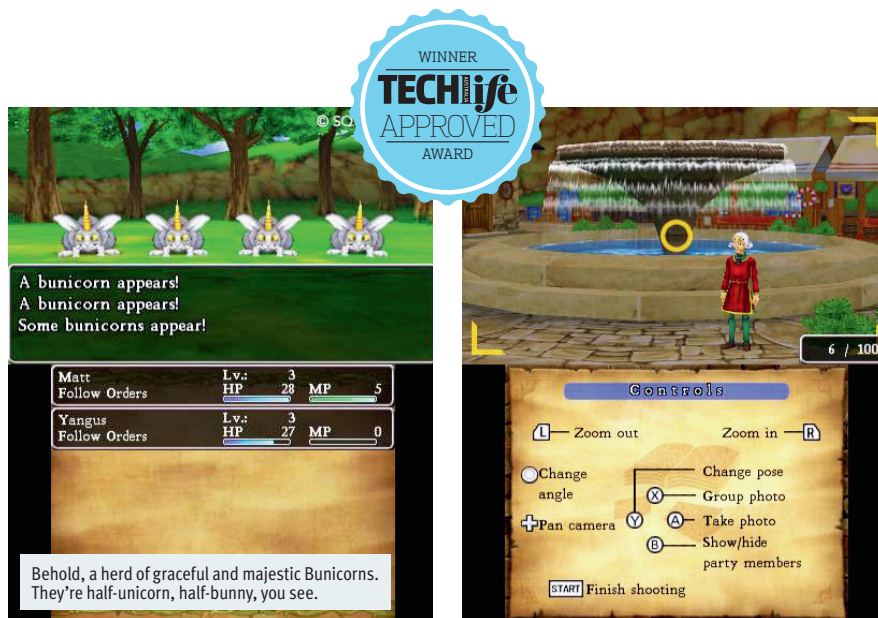 WINNER
TECH AUSTRALIA life
APPROVED
AWARD
© SQ
A bunicorn appears!
A bunicorn appears!
Some bunicorns appear!
Matt
Lv.: 3
Follow Orders
HP 28 MP 5
Yangus
Lv.: 3
Follow Orders
HP 27 MP 0
Behold, a herd of graceful and majestic Bunicorns.
They're half-unicorn, half-bunny, you see.
6 / 100
Controls
L Zoom out
Zoom in R
Change
angle
Pan camera
Y Change pose
X Group photo
A Take photo
B Show/hide
party members
START Finish shooting